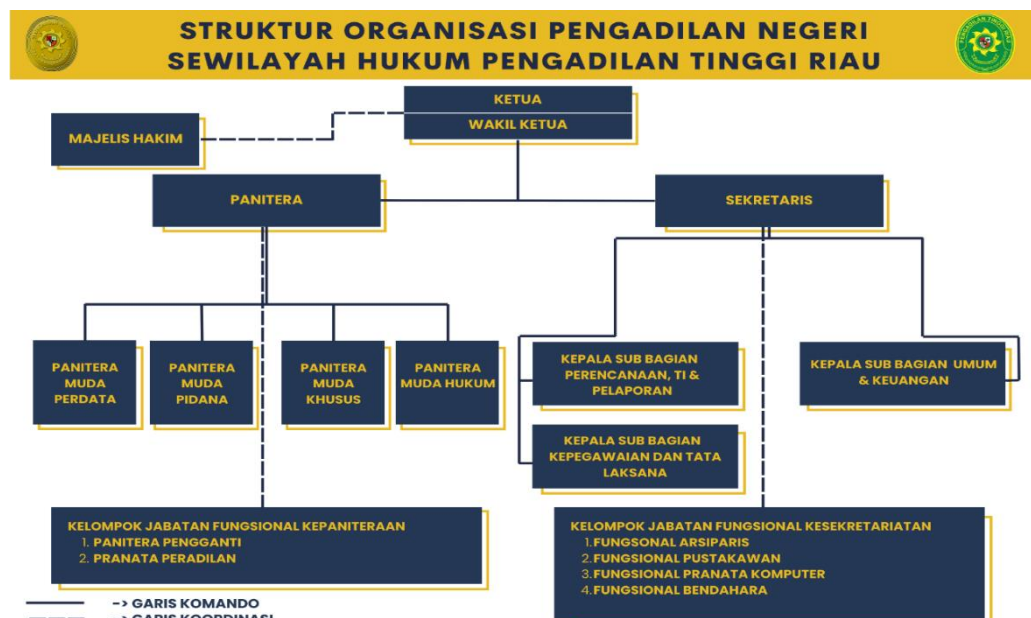 STRUKTUR ORGANISASI PENGADILAN NEGERI
SEWILAYAH HUKUM PENGADILAN TINGGI RIAU
KETUA
WAKIL KETUA
MAJELIS HAKIM
PANITERA
SEKRETARIS
PANITERA
MUDA
PERDATA
PANITERA
MUDA
PIDANA
PANITERA
MUDA
KHUSUS
PANITERA
MUDA HUKUM
KEPALA SUB BAGIAN
PERENCANAAN, TI &
PELAPORAN
KEPALA SUB BAGIAN UMUM
& KEUANGAN
KEPALA SUB BAGIAN
KEPEGAWAIAN DAN TATA
LAKSANA
KELOMPOK JABATAN FUNGSIONAL KEPANITERAAN
1. PANITERA PENGGANTI
2. PRANATA PERADILAN
KELOMPOK JABATAN FUNGSIONAL KESEKRETARIATAN
1. FUNGSONAL ARSIPARIS
2. FUNGSIONAL PUSTAKAWAN
3. FUNGSIONAL PRANATA KOMPUTER
4. FUNGSIONAL BENDAHARA
-> GARIS KOMANDO
-> GARIS KOORDINASI